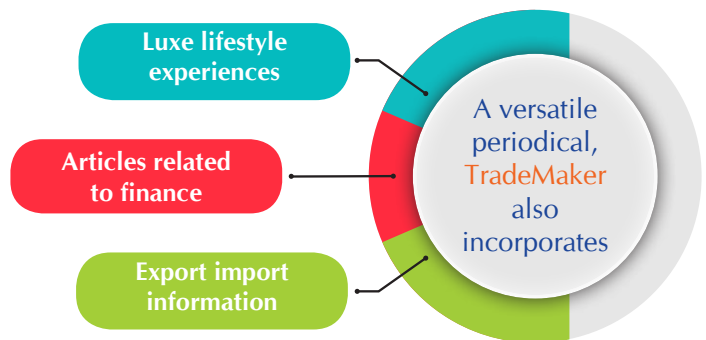 Luxe lifestyle
experiences
Articles related
to finance
Export import
information
A versatile
periodical,
TradeMaker
also
incorporates